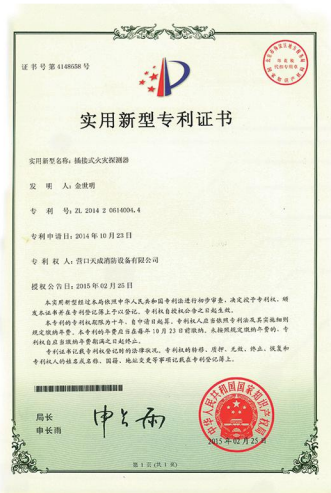 证书号第4148658号
实用新型专利证书
实用新型名称：插接式火灾探测器
发明人：金世明
专利号：ZL 2014 2 0614094.4
专利申请日：2014年10月23日
专利权人：营口天成消防设备有限公司
授权公告日：2015年02月25日
本实用新型经过本局依照中华人民共和国专利法进行初步审查，决定授予专利权，颁
发本证书并在专利登记簿上予以登记。专利权自授权公告之日起生效。
本专利的专利权期限为十年，自申请日起算。专利权人应当依照专利法及其实施细则
规定缴纳年费。本专利的年费应当在每年10月23日前缴纳。未按照规定缴纳年费的，专
利权自应当缴纳年费期满之日起终止。
专利证书记载专利权登记时的法律状况。专利权的转移、质押、无效、终止、恢复和
专利权人的姓名或名称、国籍、地址变更等事项记载在专利登记簿上。
局长
申长雨
申长雨
中华人民共和国国家知识产权局
2015年02月25日
第1页(共1页)